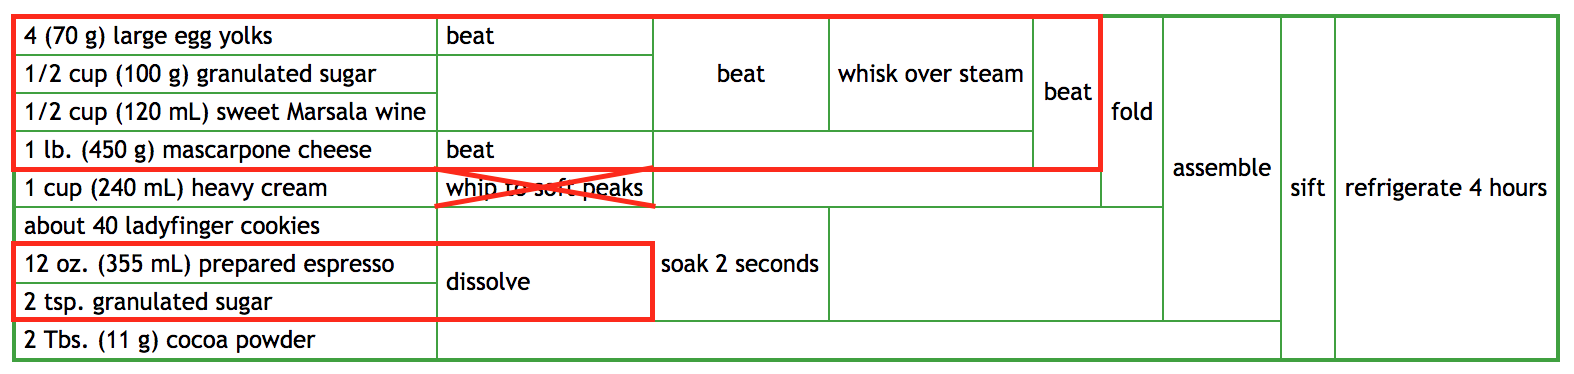 4 (70 g) large egg yolks
beat
1/2 cup (100 g) granulated sugar
beat
whisk over steam
beat
1/2 cup (120 mL) sweet Marsala wine
fold
1 lb. (450 g) mascarpone cheese
beat
assemble
1 cup (240 mL) heavy cream
whip to soft peaks
sift
refrigerate 4 hours
about 40 ladyfinger cookies
12 oz. (355 mL) prepared espresso
dissolve
soak 2 seconds
2 tsp. granulated sugar
2 Tbs. (11 g) cocoa powder